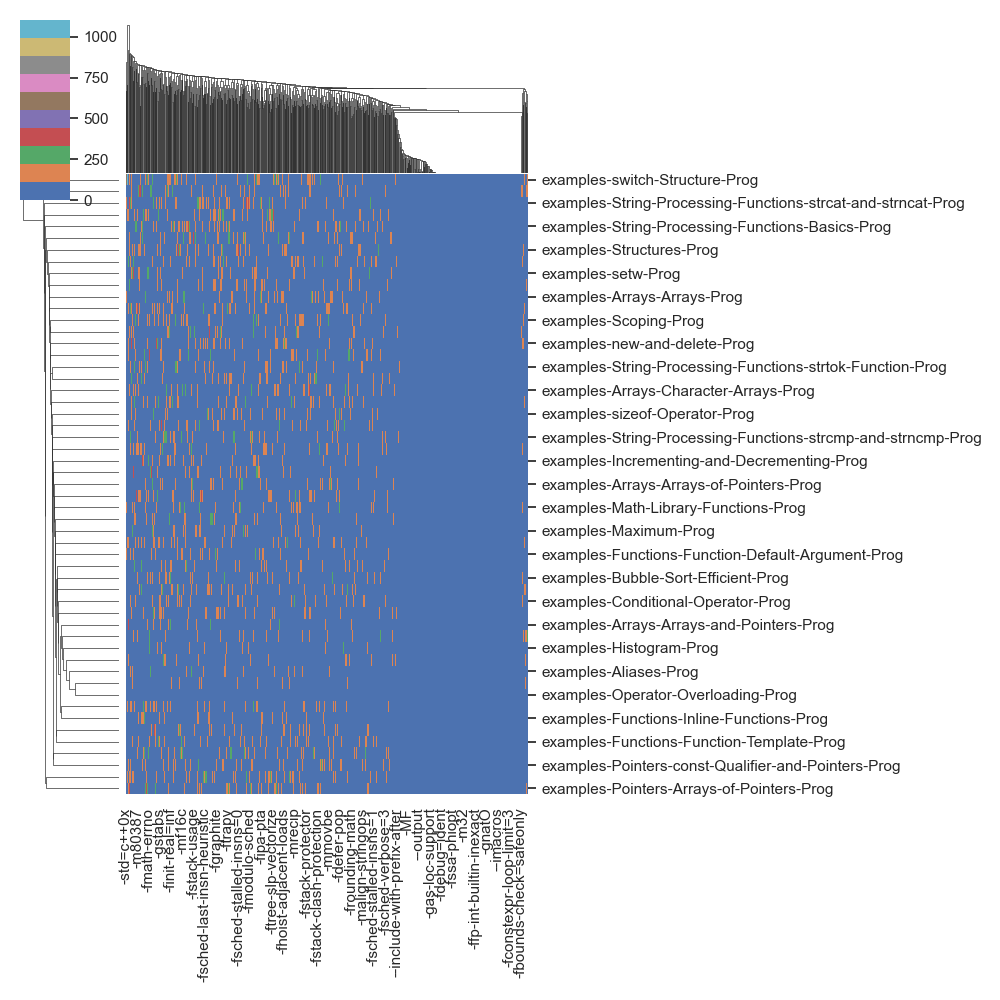 1000
750
500
250
0
examples-switch-Structure-Prog
examples-String-Processing-Functions-strcat-and-strncat-Prog
examples-String-Processing-Functions-Basics-Prog
examples-Structures-Prog
examples-setw-Prog
examples-Arrays-Arrays-Prog
examples-Scoping-Prog
examples-new-and-delete-Prog
examples-String-Processing-Functions-strtok-Function-Prog
examples-Arrays-Character-Arrays-Prog
examples-sizeof-Operator-Prog
examples-String-Processing-Functions-strcmp-and-strncmp-Prog
examples-Incrementing-and-Decrementing-Prog
examples-Arrays-Arrays-of-Pointers-Prog
examples-Math-Library-Functions-Prog
examples-Maximum-Prog
examples-Functions-Function-Default-Argument-Prog
examples-Bubble-Sort-Efficient-Prog
examples-Conditional-Operator-Prog
examples-Arrays-Arrays-and-Pointers-Prog
examples-Histogram-Prog
examples-Aliases-Prog
examples-Operator-Overloading-Prog
examples-Functions-Inline-Functions-Prog
examples-Functions-Function-Template-Prog
examples-Pointers-const-Qualifier-and-Pointers-Prog
examples-Pointers-Arrays-of-Pointers-Prog
-std=c++0x
-m80387
-fmath-errno
-gstabs
-finit-real=inf
-mf16c
-fstack-usage
-fsched-last-insn-heuristic
-fgraphite
-ftrapv
-fsched-stalled-insns=0
-fmodulo-sched
-fipa-pta
-ftree-slp-vectorize
-fhoist-adjacent-loads
-mrecip
-fstack-protector
-fstack-clash-protection
-mmovbe
-fdefer-pop
-frounding-math
-malign-stringops
-fsched-stalled-insns=1
-fsched-verbose=3
--include-with-prefix-after
-MF
--output
-gas-loc-support
-fdebug=ident
-fssa-phiopt
-m32
-ffp-int-builtin-inexact
-gnatO
-imacros
-fconstexpr-loop-limit=3
-fbounds-check=safeonly